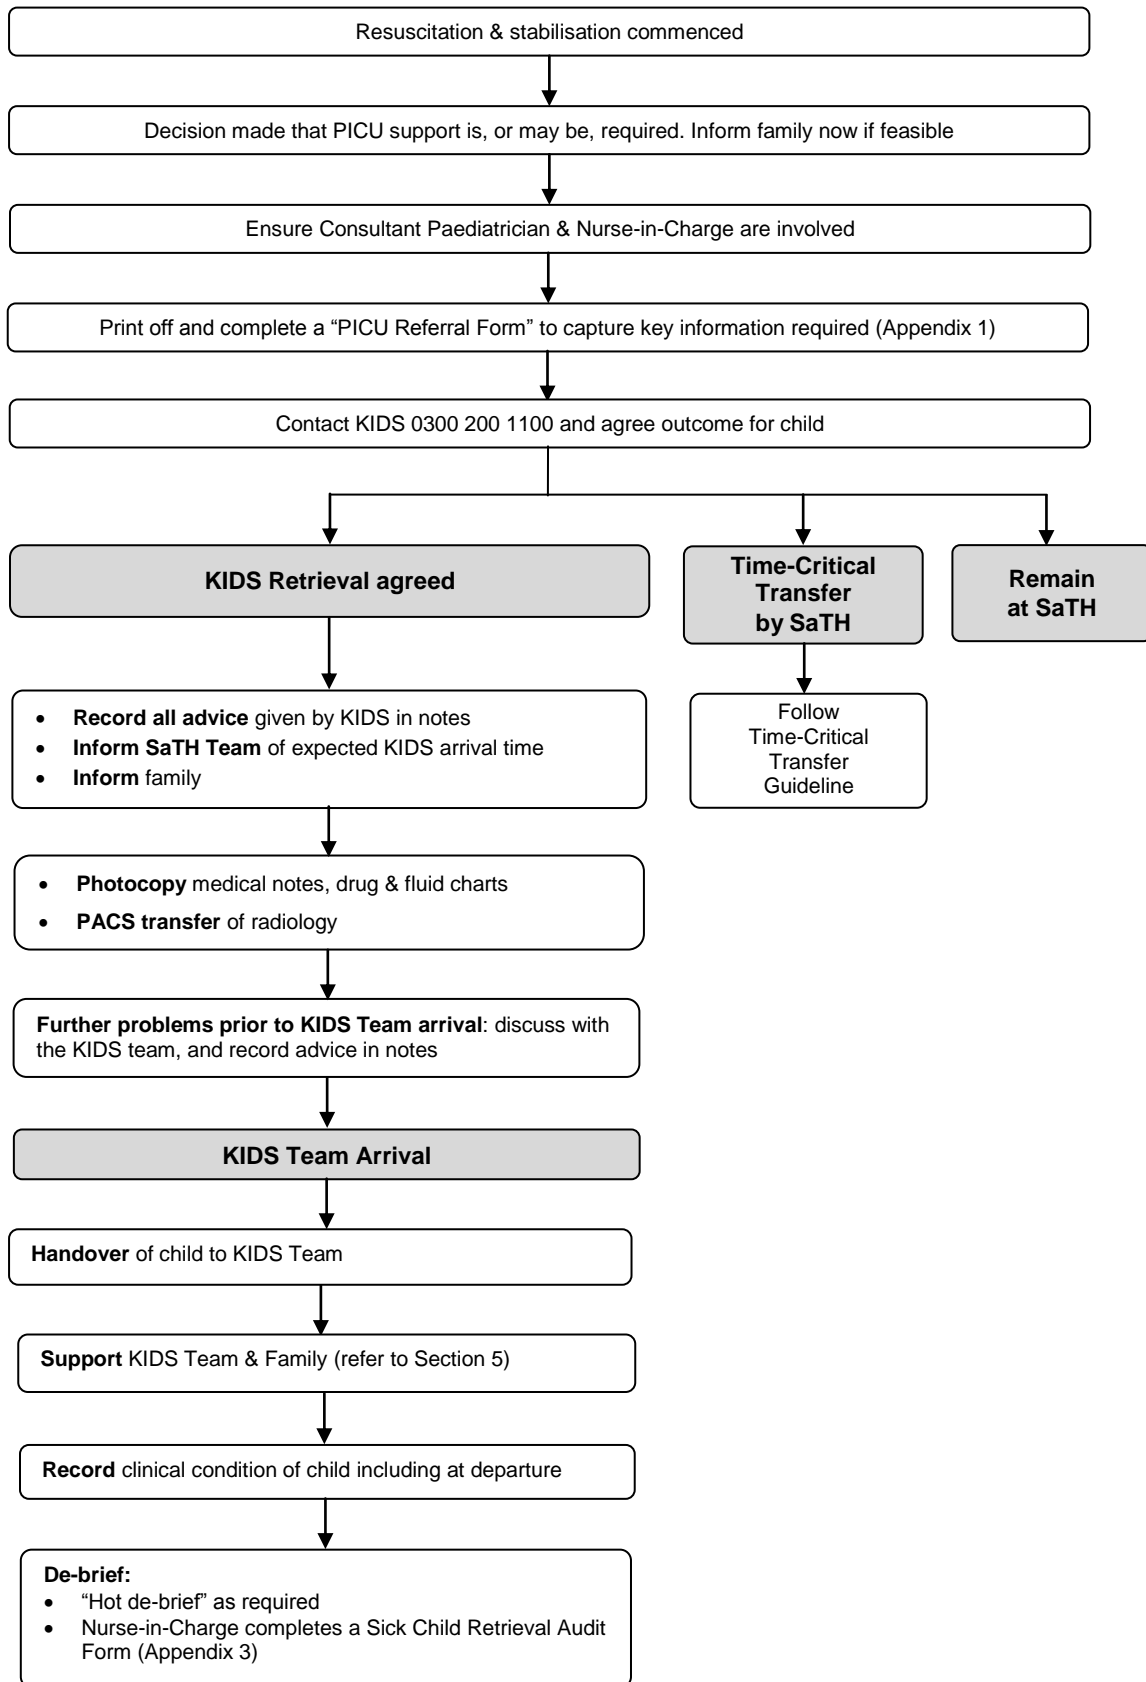 Resuscitation & stabilisation commenced
Decision made that PICU support is, or may be, required. Inform family now if feasible
Ensure Consultant Paediatrician & Nurse-in-Charge are involved
Print off and complete a “PICU Referral Form” to capture key information required (Appendix 1)
Contact KIDS 0300 200 1100 and agree outcome for child
KIDS Retrieval agreed
Time-Critical
Transfer
by SaTH
Remain
at SaTH
• Record all advice given by KIDS in notes
• Inform SaTH Team of expected KIDS arrival time
• Inform family
Follow
Time-Critical
Transfer
Guideline
• Photocopy medical notes, drug & fluid charts
• PACS transfer of radiology
Further problems prior to KIDS Team arrival: discuss with
the KIDS team, and record advice in notes
KIDS Team Arrival
Handover of child to KIDS Team
Support KIDS Team & Family (refer to Section 5)
Record clinical condition of child including at departure
De-brief:
• “Hot de-brief” as required
• Nurse-in-Charge completes a Sick Child Retrieval Audit
Form (Appendix 3)